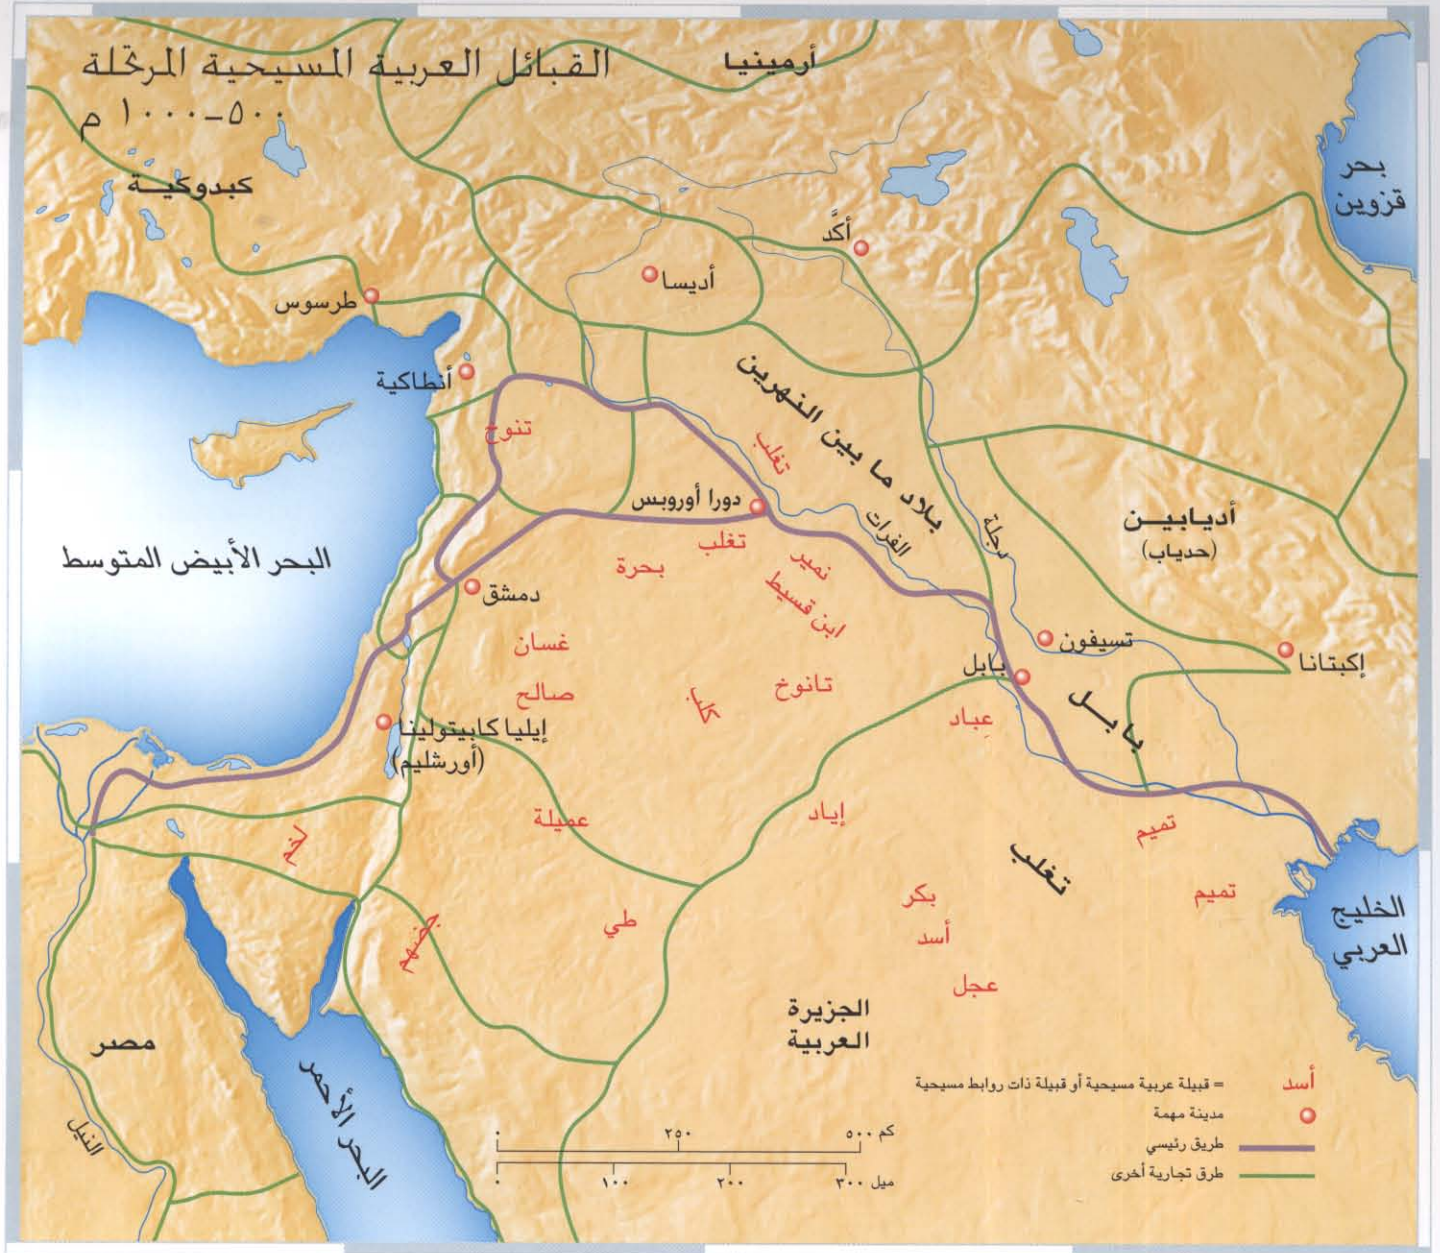 القبائل العربية المسيحية المرتحلة
٥٠٠-١٠٠٠ م
أرمينيا
بحر
قزوين
كبدوكية
أكَّد
أديسا
طرسوس
أنطاكية
بلاد ما بين النهرين
تنوخ
تغلب
دورا أوروبس
الفرات
دجلة
أديابين
(حدياب)
البحر الأبيض المتوسط
تغلب
بحرة
نمير
ابن قسيط
دمشق
تسيفون
إكبتانا
بابل
غسان
صالح
كلب
تانوخ
عباد
بابل
إيليا كابيتولينا
(أورشليم)
عميلة
إياد
تميم
لخم
تغلب
بكر
تميم
طي
أسد
الخليج
العربي
عجل
الجزيرة
العربية
مصر
البحر الأحمر
النيل
أسد = قبيلة عربية مسيحية أو قبيلة ذات روابط مسيحية
مدينة مهمة
طريق رئيسي
طرق تجارية أخرى
٠ ٢٥٠ ٥٠٠ كم
٠ ١٠٠ ٢٠٠ ٣٠٠ ميل